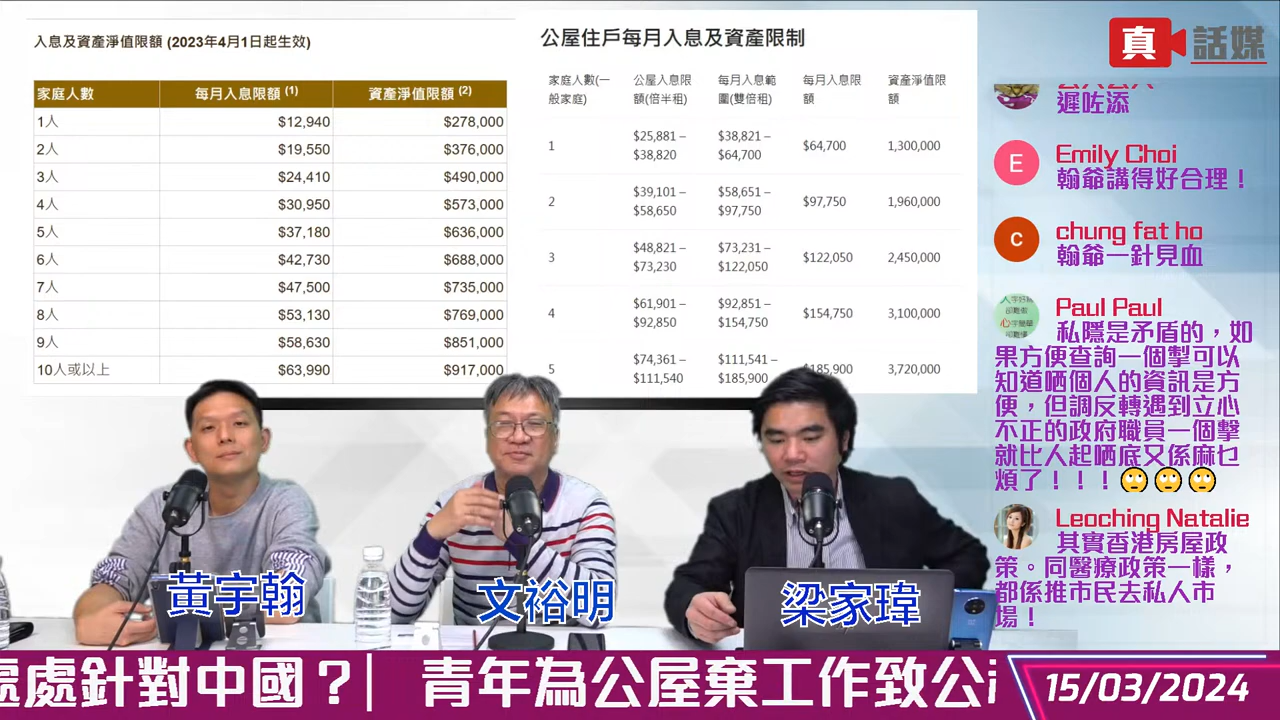 入息及資產淨值限額 (2023年4月1日起生效)
家庭人數 每月入息限額 (1) 資產淨值限額 (2)
1人 $12,940 $278,000
2人 $19,550 $376,000
3人 $24,410 $490,000
4人 $30,950 $573,000
5人 $37,180 $636,000
6人 $42,730 $688,000
7人 $47,500 $735,000
8人 $53,130 $769,000
9人 $58,630 $851,000
10人或以上 $63,990 $917,000
公屋住戶每月入息及資產限制
家庭人數(一 公屋入息限 每月入息範 每月入息限 資產淨值限
般家庭) 額(倍半租) 圍(雙倍租) 額 額
1 $25,881 – $38,821 – $64,700 1,300,000
$38,820 $64,700
2 $39,101 – $58,651 – $97,750 1,960,000
$58,650 $97,750
3 $48,821 – $73,231 – $122,050 2,450,000
$73,230 $122,050
4 $61,901 – $92,851 – $154,750 3,100,000
$92,850 $154,750
5 $74,361 – $111,541 – $185,900 3,720,000
$111,540 $185,900
真 話媒
遲咗添
E Emily Choi
翰爺講得好合理！
c chung fat ho
翰爺一針見血
Paul Paul
私隱是矛盾的，如
果方便查詢一個掣可以
知道哂個人的資訊是方
便，但調反轉遇到立心
不正的政府職員一個擊
就比人起哂底又係麻乜
煩了！！！
Leoching Natalie
其實香港房屋政
策。同醫療政策一樣，
都係推市民去私人市
場！
黃宇翰 文裕明 梁家瑋
處處針對中國？| 青年為公屋棄工作致公
15/03/2024